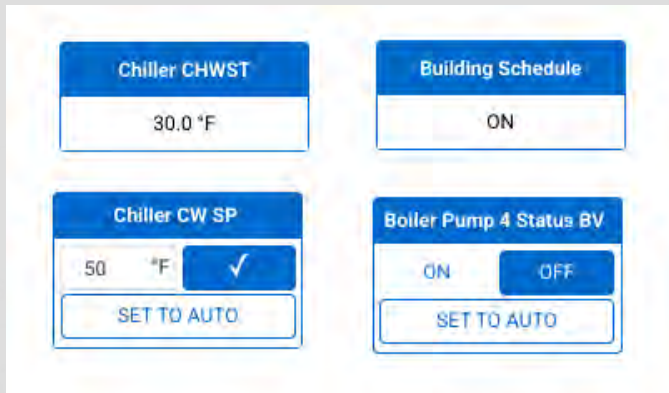 Chiller CHWST
30.0 °F
Building Schedule
ON
Chiller CW SP
50 °F ✓
SET TO AUTO
Boiler Pump 4 Status BV
ON OFF
SET TO AUTO